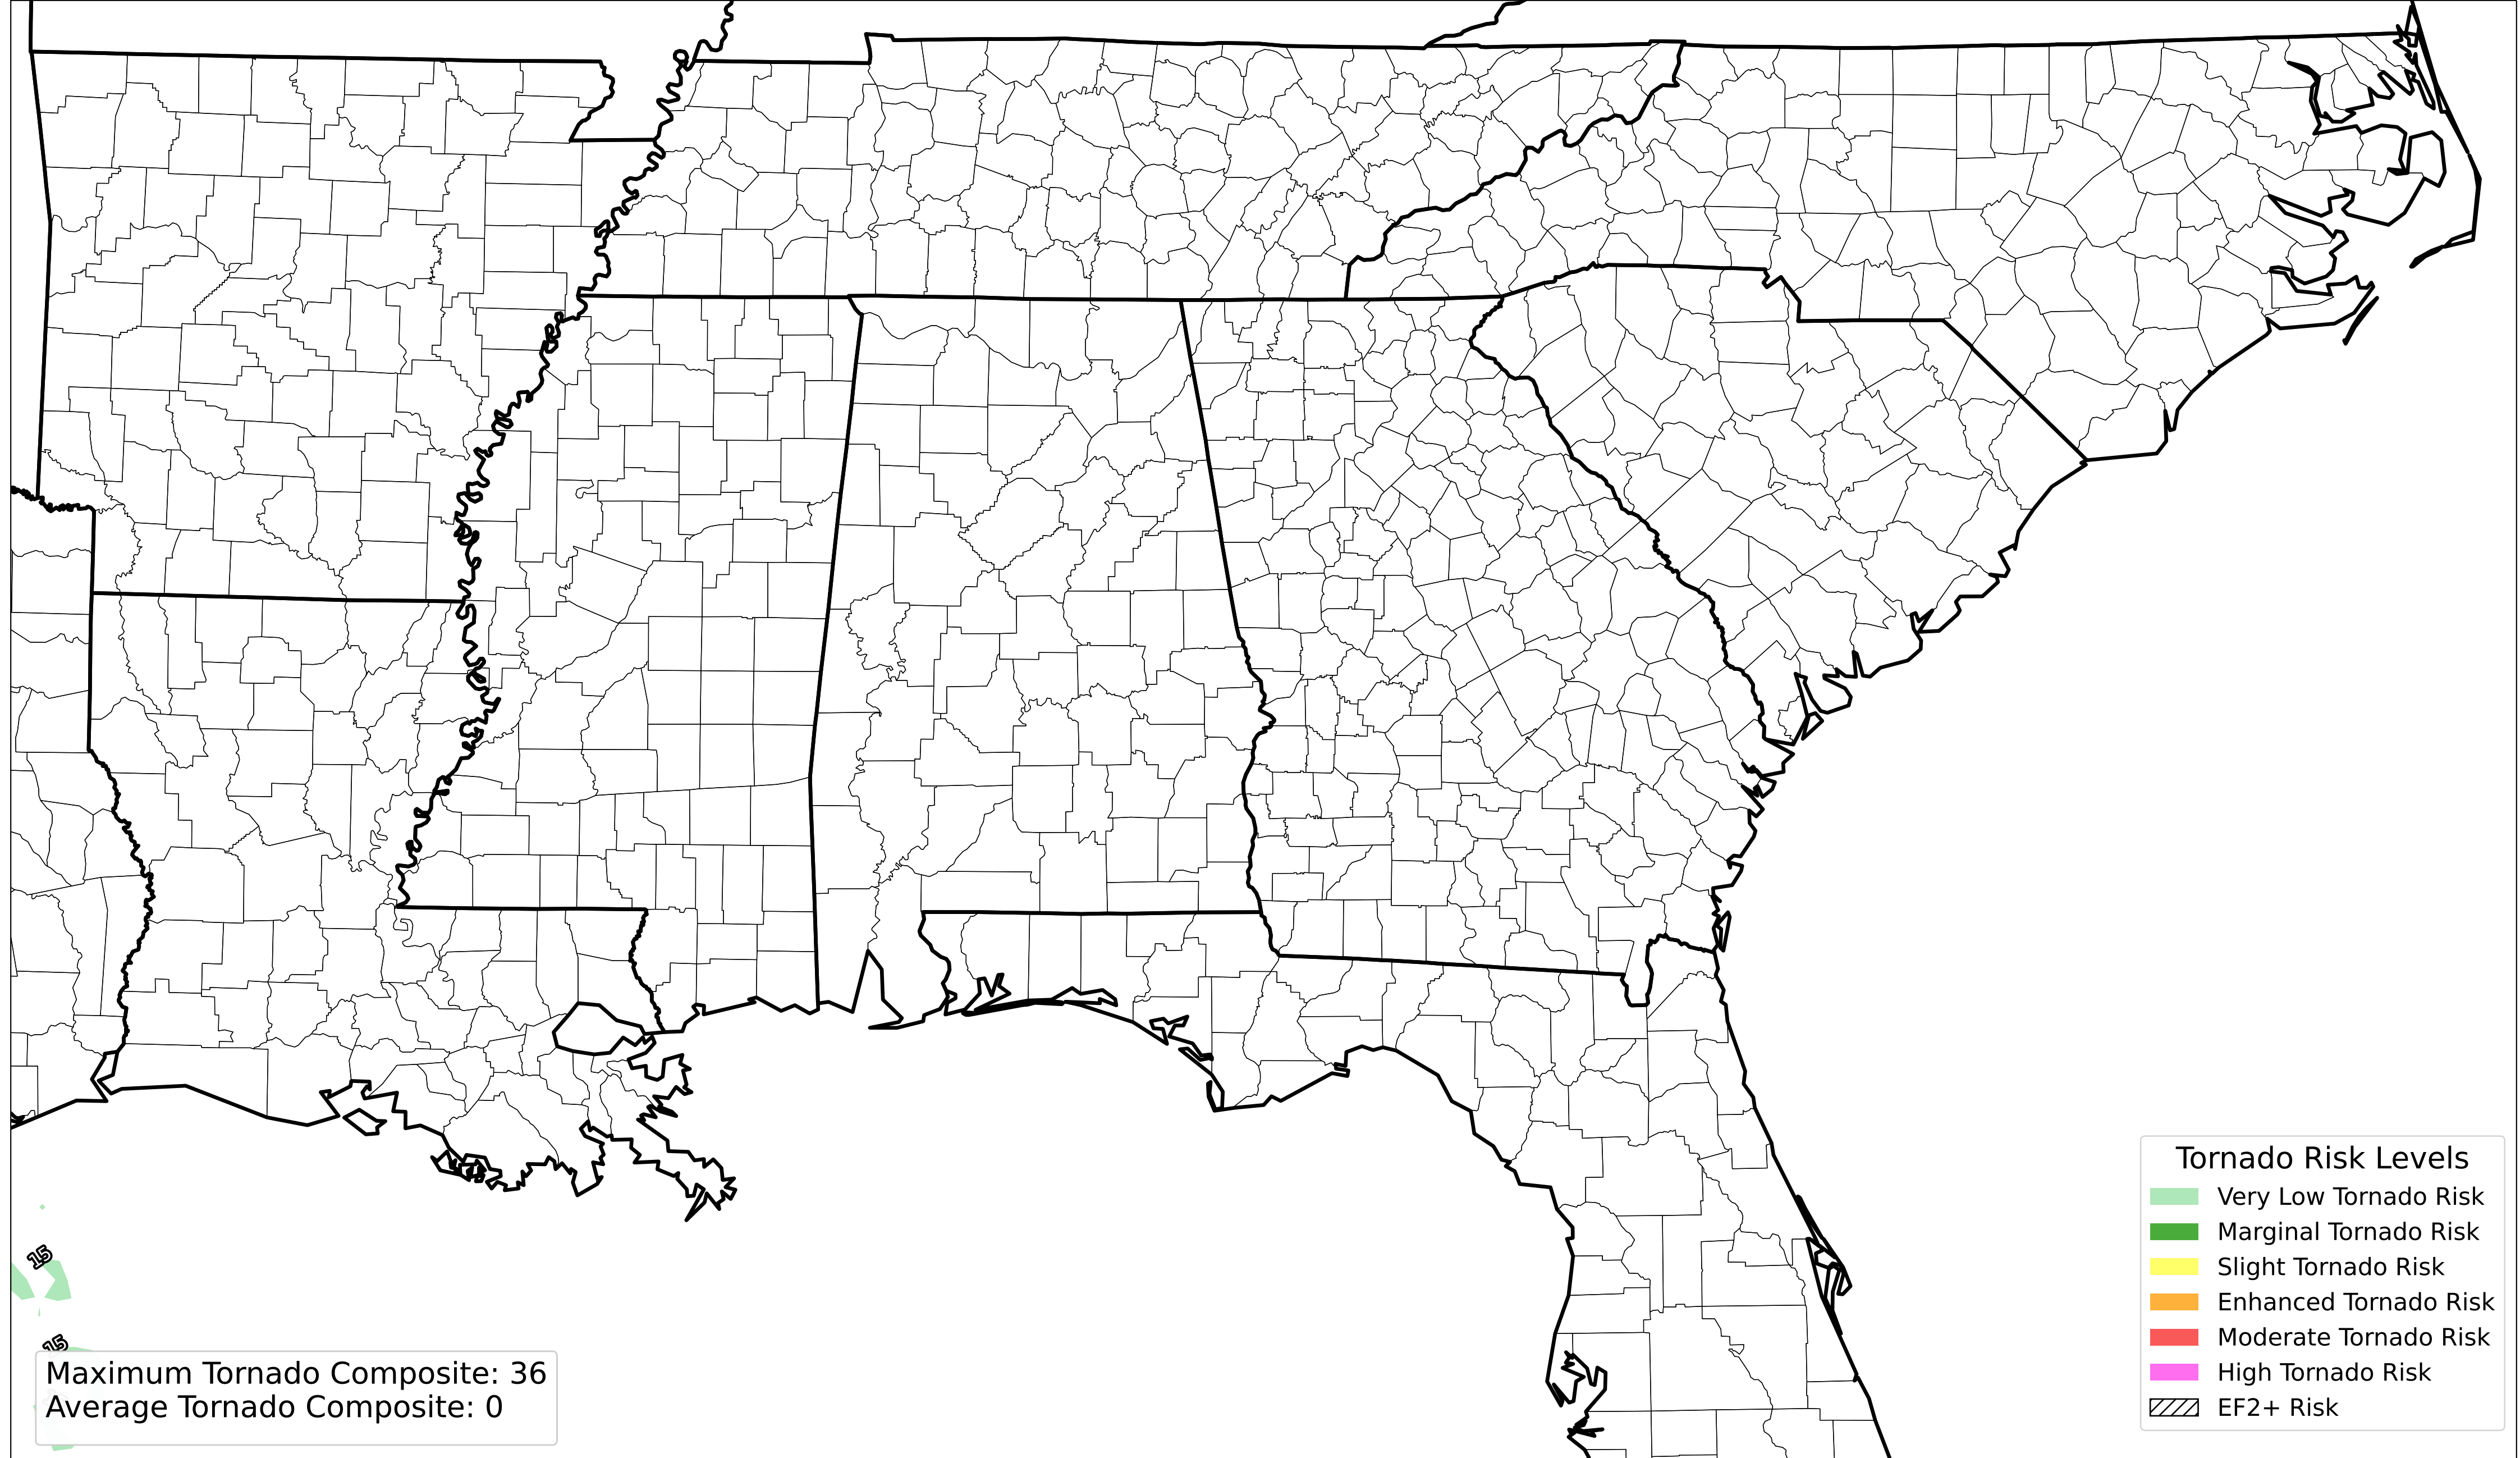 15
15
Maximum Tornado Composite: 36
Average Tornado Composite: 0
Tornado Risk Levels
Very Low Tornado Risk
Marginal Tornado Risk
Slight Tornado Risk
Enhanced Tornado Risk
Moderate Tornado Risk
High Tornado Risk
EF2+ Risk